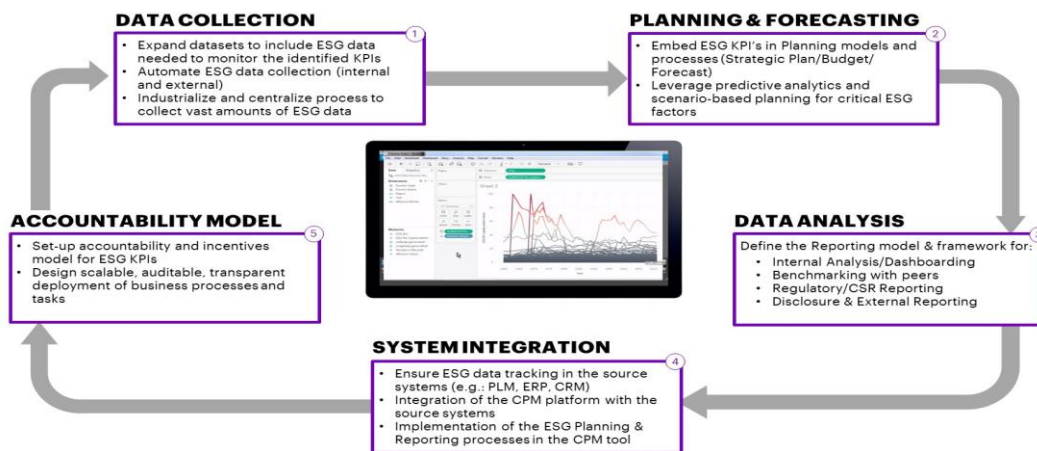 DATA COLLECTION
1
• Expand datasets to include ESG data
needed to monitor the identified KPIs
• Automate ESG data collection (internal
and external)
• Industrialize and centralize process to
collect vast amounts of ESG data
PLANNING & FORECASTING
2
• Embed ESG KPI's in Planning models and
processes (Strategic Plan/Budget/
Forecast)
• Leverage predictive analytics and
scenario-based planning for critical ESG
factors
DATA ANALYSIS
Define the Reporting model & framework for:
• Internal Analysis/Dashboarding
• Benchmarking with peers
• Regulatory/CSR Reporting
• Disclosure & External Reporting
SYSTEM INTEGRATION
4
• Ensure ESG data tracking in the source
systems (e.g.: PLM, ERP, CRM)
• Integration of the CPM platform with the
source systems
• Implementation of the ESG Planning &
Reporting processes in the CPM tool
ACCOUNTABILITY MODEL
5
• Set-up accountability and incentives
model for ESG KPIs
• Design scalable, auditable, transparent
deployment of business processes and
tasks